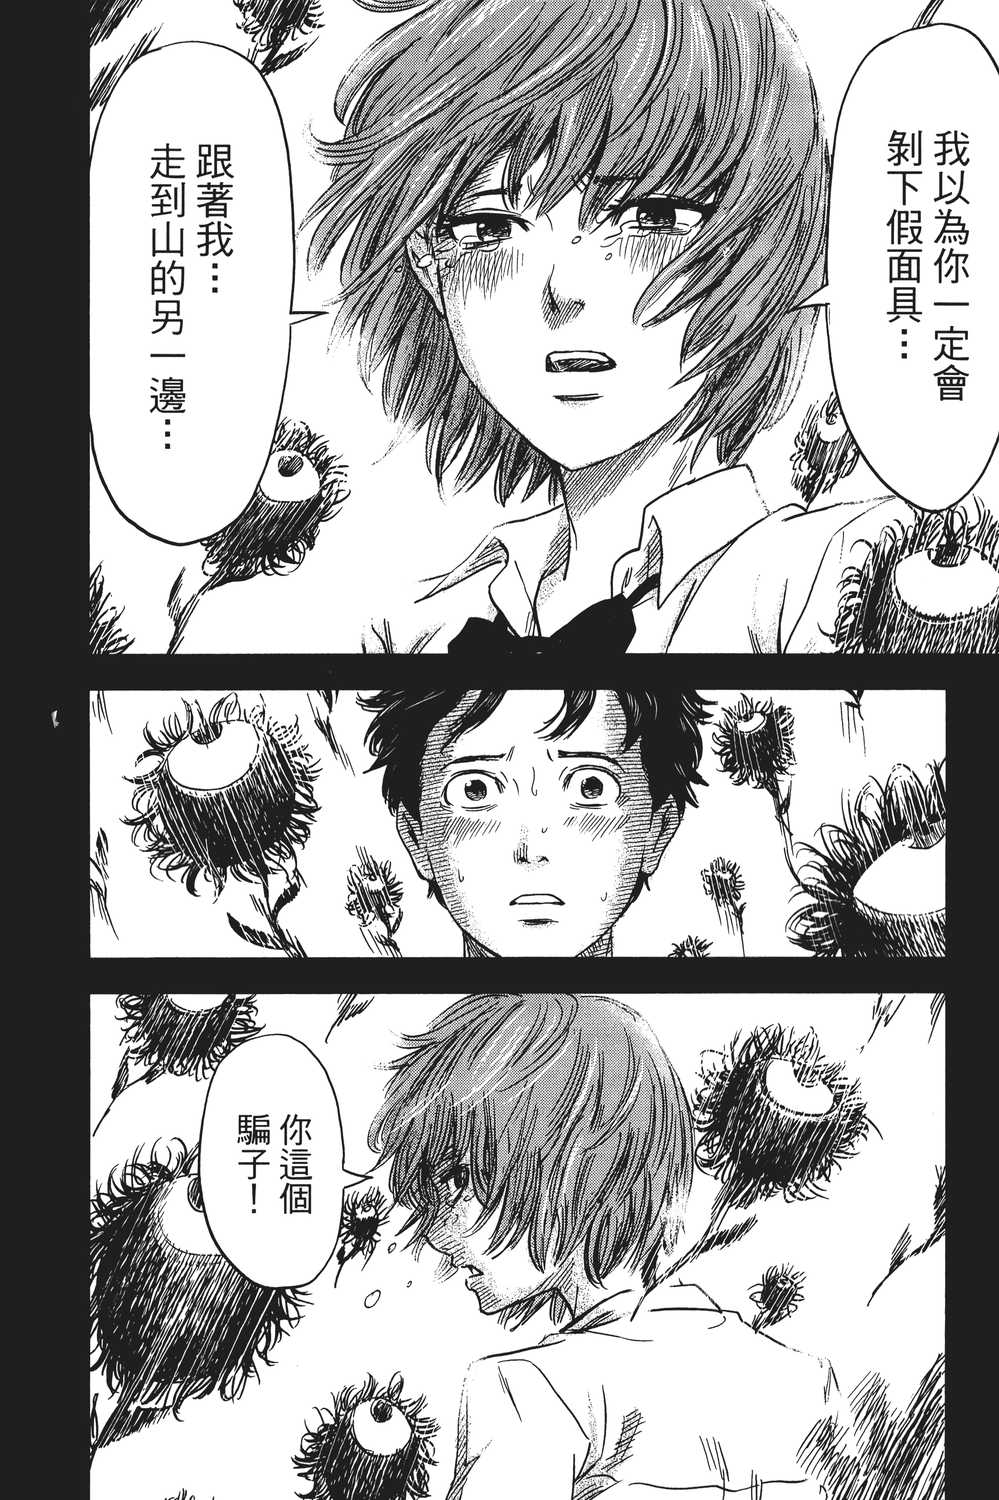 我以為你一定會
剝下假面具…
跟著我…
走到山的另一邊…
你這個
騙子！